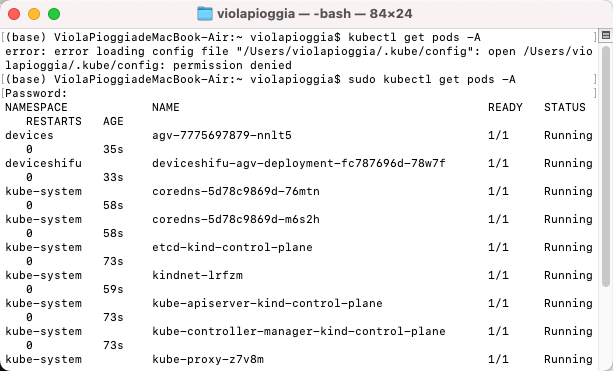 violapioggia — -bash — 84×24
(base) ViolaPioggiadeMacBook-Air:~ violapioggia$ kubectl get pods -A
error: error loading config file "/Users/violapioggia/.kube/config": open /Users/vio
lapioggia/.kube/config: permission denied
(base) ViolaPioggiadeMacBook-Air:~ violapioggia$ sudo kubectl get pods -A
Password:
NAMESPACE NAME READY STATUS
RESTARTS AGE
devices agv-7775697879-nnlt5 1/1 Running
0 35s
deviceshifu deviceshifu-agv-deployment-fc787696d-78w7f 1/1 Running
0 33s
kube-system coredns-5d78c9869d-76mtn 1/1 Running
0 58s
kube-system coredns-5d78c9869d-m6s2h 1/1 Running
0 58s
kube-system etcd-kind-control-plane 1/1 Running
0 73s
kube-system kindnet-lrfzm 1/1 Running
0 59s
kube-system kube-apiserver-kind-control-plane 1/1 Running
0 73s
kube-system kube-controller-manager-kind-control-plane 1/1 Running
0 73s
kube-system kube-proxy-z7v8m 1/1 Running